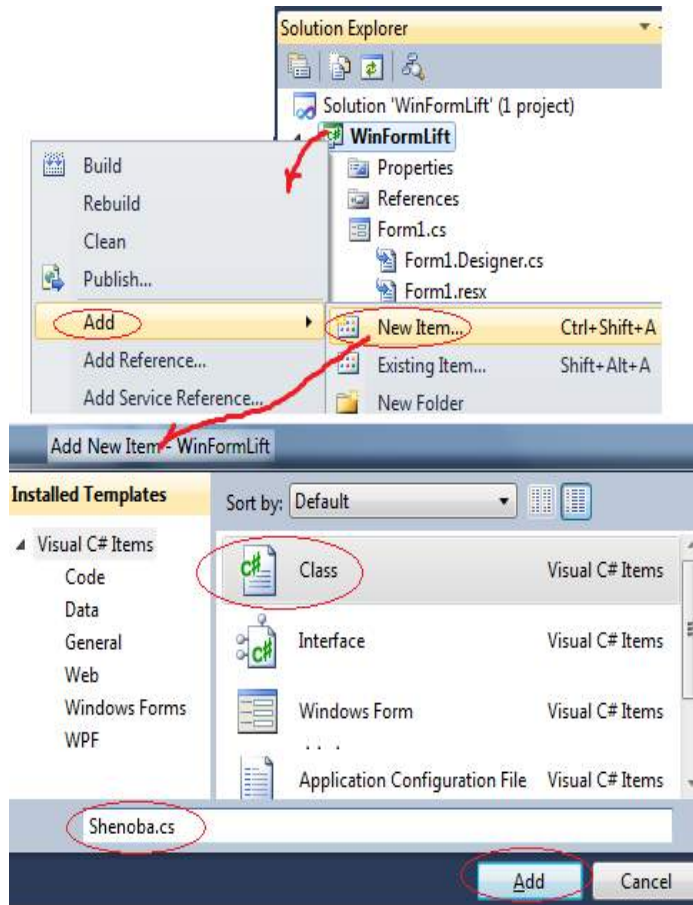 Solution Explorer
Solution 'WinFormLift' (1 project)
WinFormLift
Properties
References
Form1.cs
Form1.Designer.cs
Form1.resx
Build
Rebuild
Clean
Publish...
Add
Add Reference...
Add Service Reference...
New Item... Ctrl+Shift+A
Existing Item... Shift+Alt+A
New Folder
Add New Item - WinFormLift
Installed Templates
Sort by: Default
Visual C# Items
Code
Data
General
Web
Windows Forms
WPF
Class Visual C# Items
Interface Visual C# Items
Windows Form Visual C# Items
. . .
Application Configuration File Visual C# Items
Shenoba.cs
Add Cancel